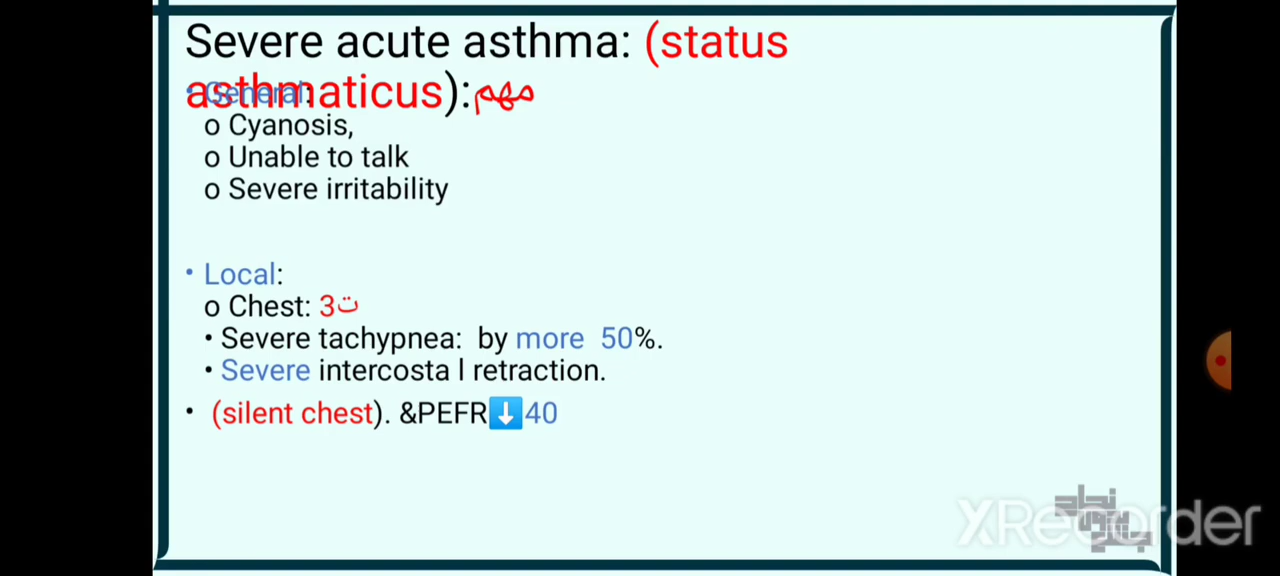 Severe acute asthma: (status
asthmaticus):مهم
• General:
o Cyanosis,
o Unable to talk
o Severe irritability
• Local:
o Chest: 3ت
• Severe tachypnea: by more 50%.
• Severe intercosta l retraction.
• (silent chest). &PEFR⬇️40
XRecorder